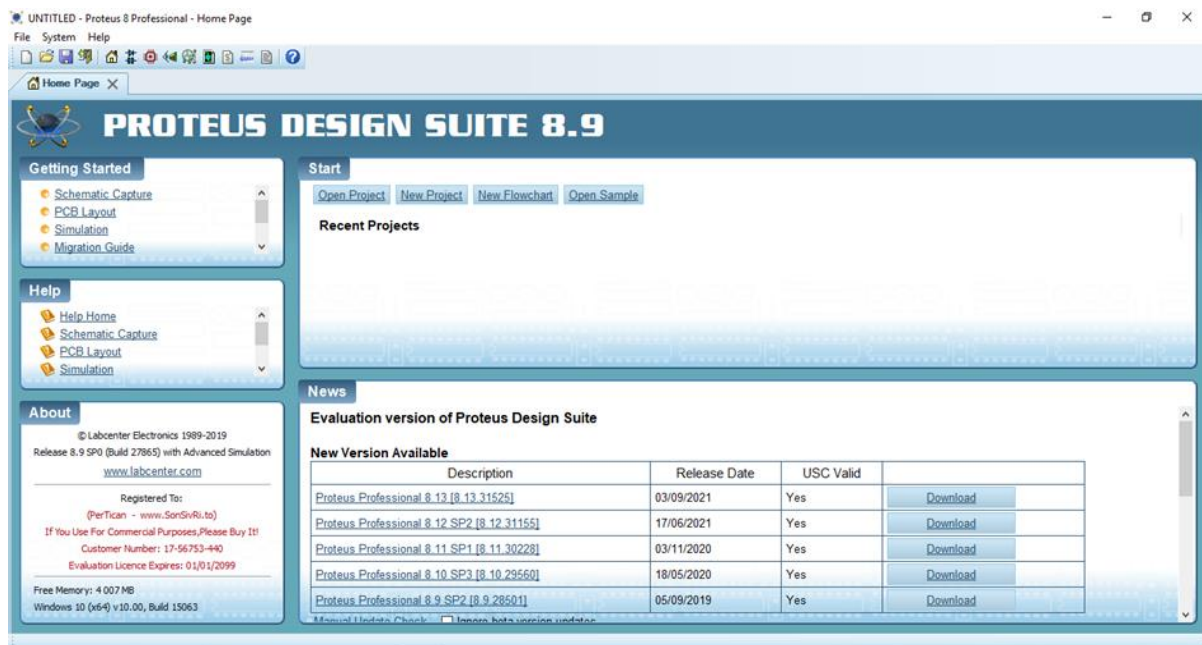 UNTITLED - Proteus 8 Professional - Home Page
File System Help
Home Page
PROTEUS DESIGN SUITE 8.9
Getting Started
Schematic Capture
PCB Layout
Simulation
Migration Guide
Help
Help Home
Schematic Capture
PCB Layout
Simulation
About
© Labcenter Electronics 1989-2019
Release 8.9 SP0 (Build 27865) with Advanced Simulation
www.labcenter.com
Registered To:
(PerTican - www.SonSivRi.to)
If You Use For Commercial Purposes,Please Buy It!
Customer Number: 17-56753-440
Evaluation Licence Expires: 01/01/2099
Free Memory: 4 007 MB
Windows 10 (x64) v10.00, Build 15063
Start
Open Project New Project New Flowchart Open Sample
Recent Projects
News
Evaluation version of Proteus Design Suite
New Version Available
Description Release Date USC Valid
Proteus Professional 8.13 [8.13.31525] 03/09/2021 Yes Download
Proteus Professional 8.12 SP2 [8.12.31155] 17/06/2021 Yes Download
Proteus Professional 8.11 SP1 [8.11.30228] 03/11/2020 Yes Download
Proteus Professional 8.10 SP3 [8.10.29560] 18/05/2020 Yes Download
Proteus Professional 8.9 SP2 [8.9.28501] 05/09/2019 Yes Download
Manual Update Check Ignore beta version updates